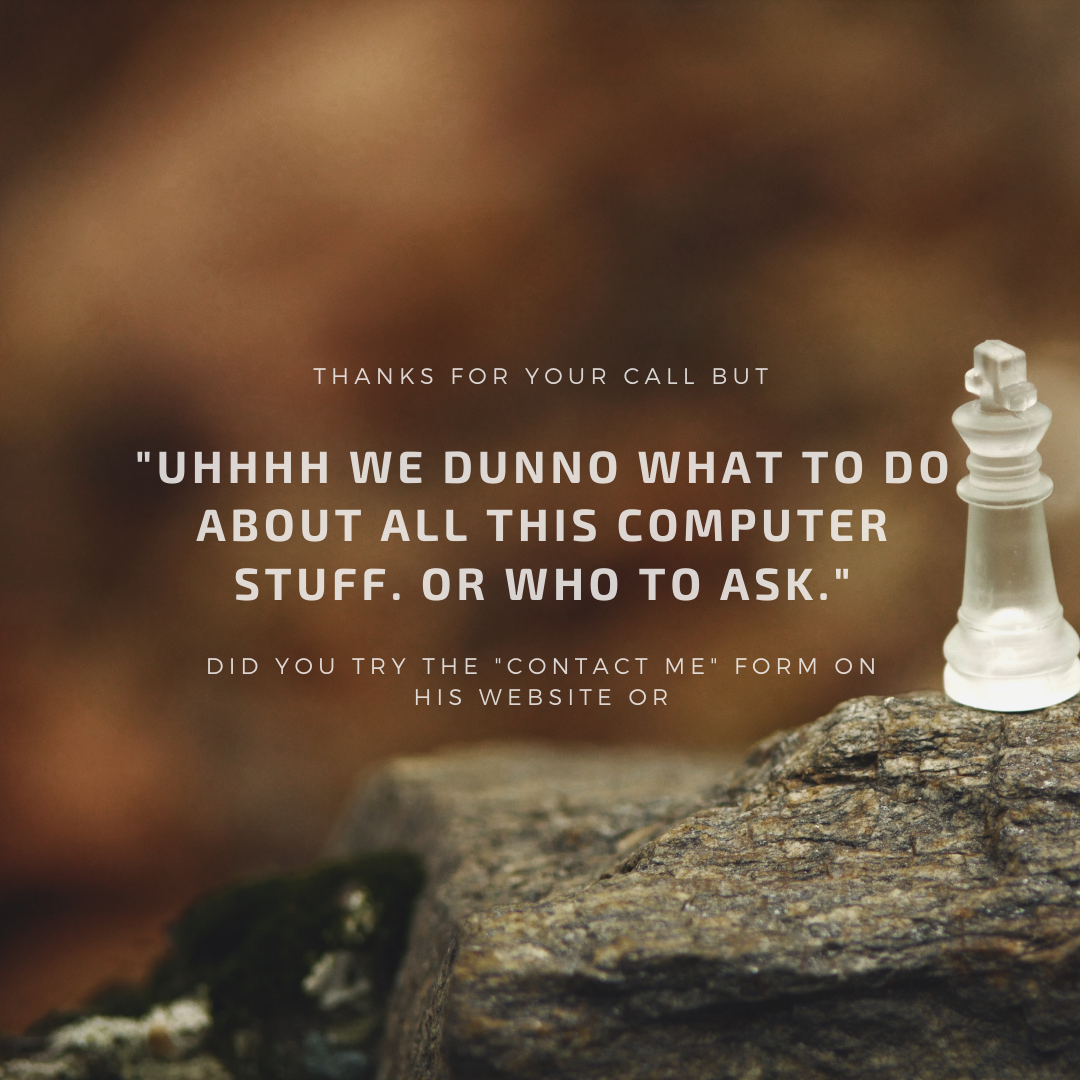 THANKS FOR YOUR CALL BUT
"UHHHH WE DUNNO WHAT TO DO
ABOUT ALL THIS COMPUTER
STUFF. OR WHO TO ASK."
DID YOU TRY THE "CONTACT ME" FORM ON
HIS WEBSITE OR